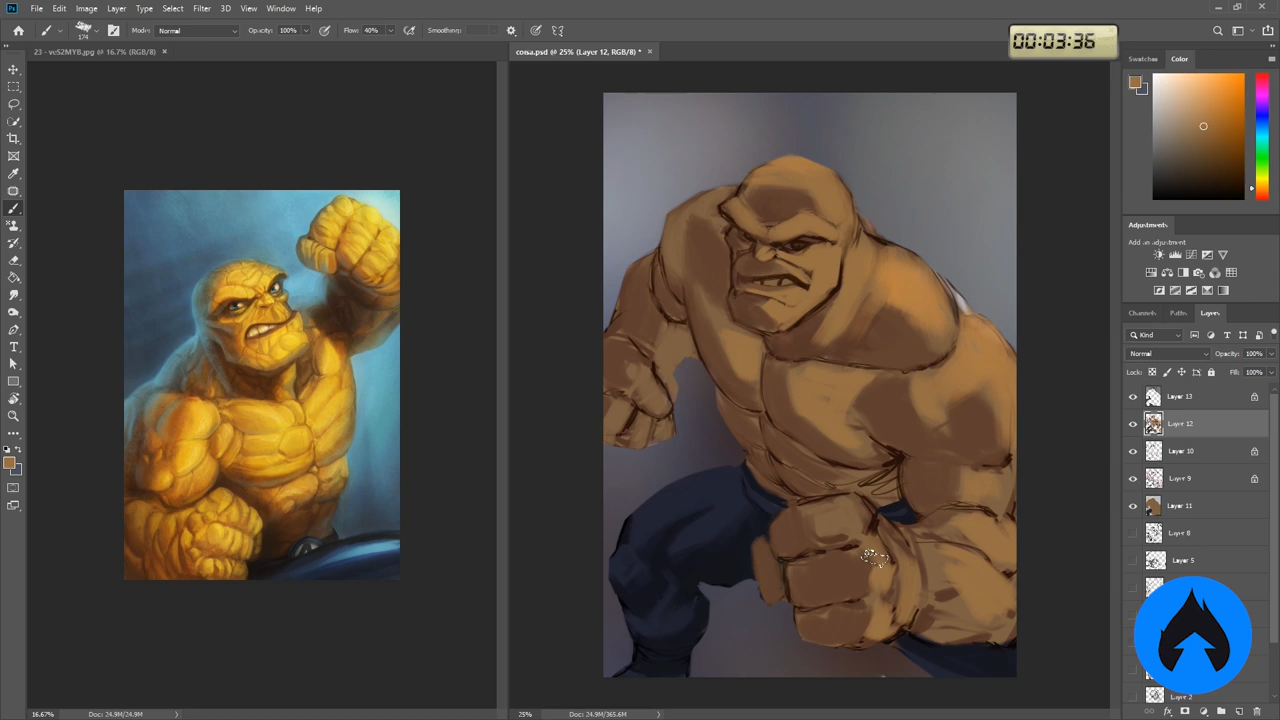 File Edit Image Layer Type Select Filter 3D View Window Help
174 Mode: Normal Opacity: 100% Flow: 40% Smoothing:
23 - vcS2MYB.jpg @ 16.7% (RGB/8) ×
corsa.psd @ 25% (Layer 12, RGB/8) * ×
00:03:36
Swatches Color
Adjustments
Add an adjustment
Channels Paths Layers
Kind
Normal Opacity: 100%
Lock: Fill: 100%
Layer 13
Layer 12
Layer 10
Layer 9
Layer 11
Layer 8
Layer 5
Layer 2
16.67% Doc: 24.9M/24.9M
25% Doc: 24.9M/365.6M
fx